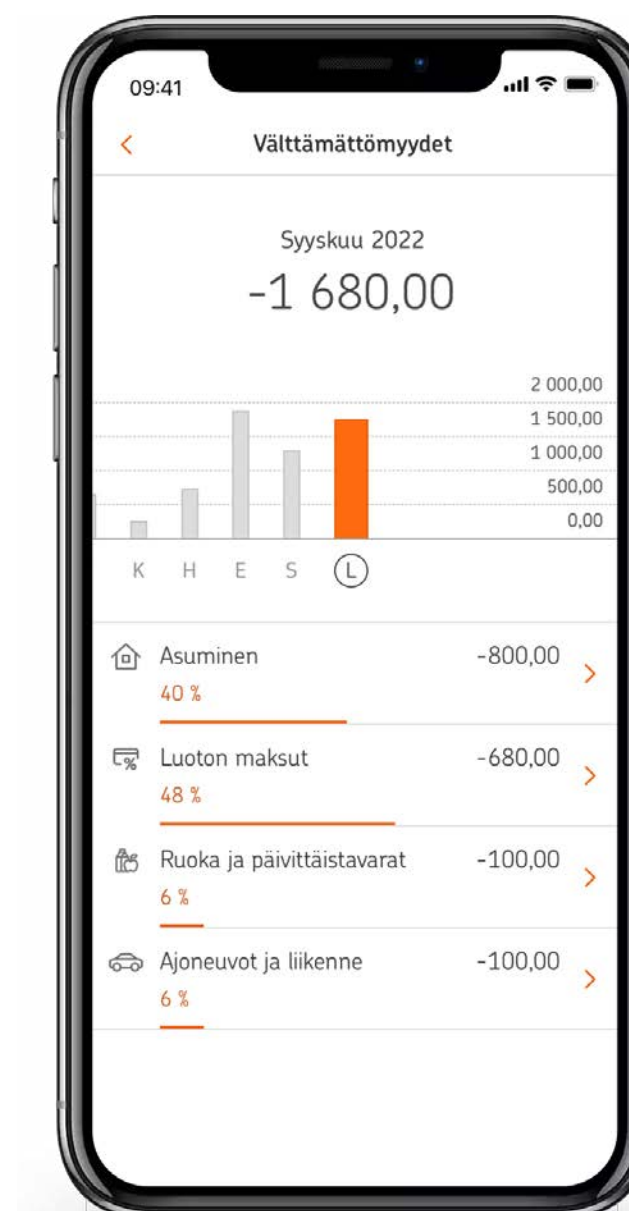 09:41
Välttämättömyydet
Syyskuu 2022
-1 680,00
2 000,00
1 500,00
1 000,00
500,00
0,00
K H E S L
Asuminen -800,00
40 %
Luoton maksut -680,00
48 %
Ruoka ja päivittäistavarat -100,00
6 %
Ajoneuvot ja liikenne -100,00
6 %